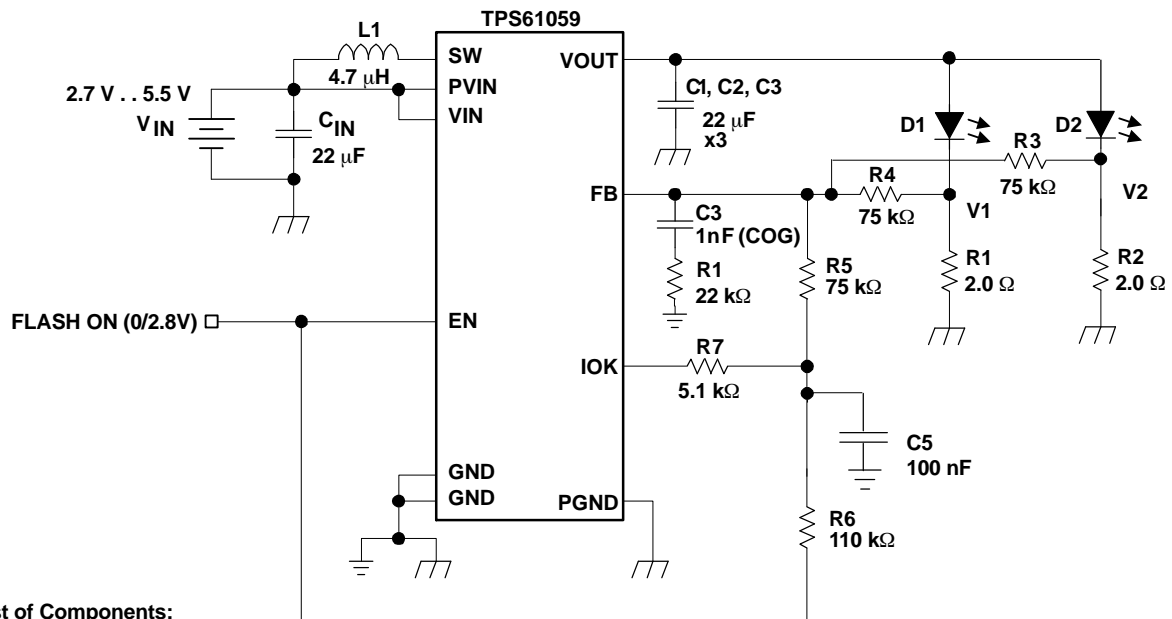 TPS61059
L1
SW
VOUT
4.7 μH
PVIN
C1, C2, C3
2.7 V . . 5.5 V
VIN
22 μF
x3
D1
D2
VIN
CIN
22 μF
R3
75 kΩ
R4
75 kΩ
FB
V1
V2
C3
1nF (COG)
R1
22 kΩ
R5
75 kΩ
R1
2.0 Ω
R2
2.0 Ω
FLASH ON (0/2.8V)
EN
IOK
R7
5.1 kΩ
C5
100 nF
GND
GND
PGND
R6
110 kΩ
st of Components: